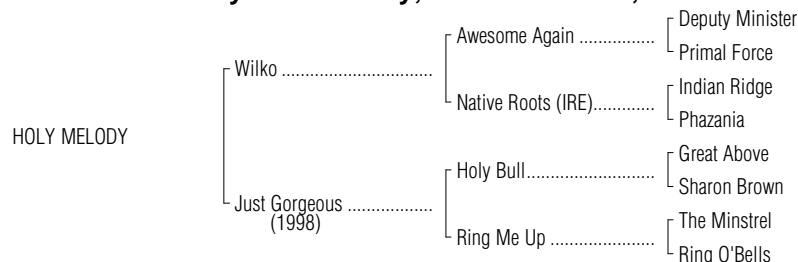 Deputy Minister
Awesome Again ................
Primal Force
Wilko ................................
Indian Ridge
Native Roots (IRE).............
Phazania
HOLY MELODY
Great Above
Holy Bull...........................
Sharon Brown
Just Gorgeous ..................
(1998)
The Minstrel
Ring Me Up ......................
Ring O'Bells